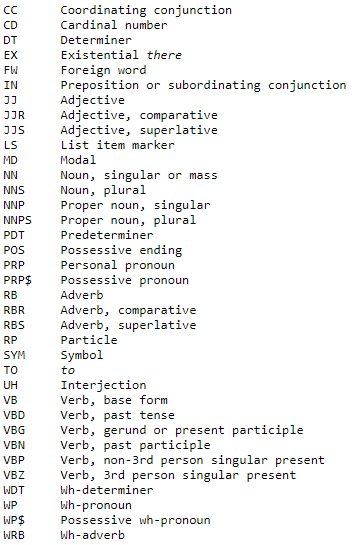 CC Coordinating conjunction
CD Cardinal number
DT Determiner
EX Existential there
FW Foreign word
IN Preposition or subordinating conjunction
JJ Adjective
JJR Adjective, comparative
JJS Adjective, superlative
LS List item marker
MD Modal
NN Noun, singular or mass
NNS Noun, plural
NNP Proper noun, singular
NNPS Proper noun, plural
PDT Predeterminer
POS Possessive ending
PRP Personal pronoun
PRP$ Possessive pronoun
RB Adverb
RBR Adverb, comparative
RBS Adverb, superlative
RP Particle
SYM Symbol
TO to
UH Interjection
VB Verb, base form
VBD Verb, past tense
VBG Verb, gerund or present participle
VBN Verb, past participle
VBP Verb, non-3rd person singular present
VBZ Verb, 3rd person singular present
WDT Wh-determiner
WP Wh-pronoun
WP$ Possessive wh-pronoun
WRB Wh-adverb